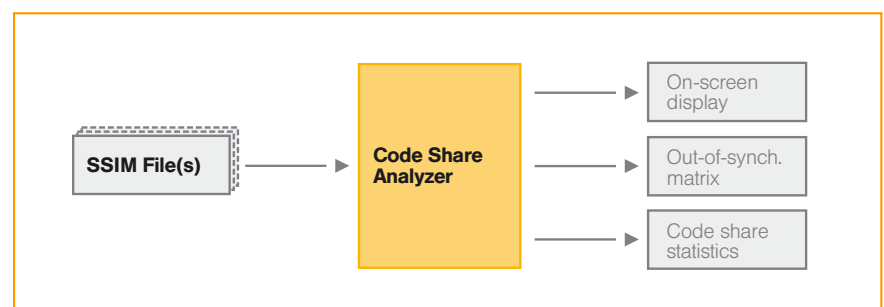 SSIM File(s)
Code Share
Analyzer
On-screen
display
Out-of-synch.
matrix
Code share
statistics